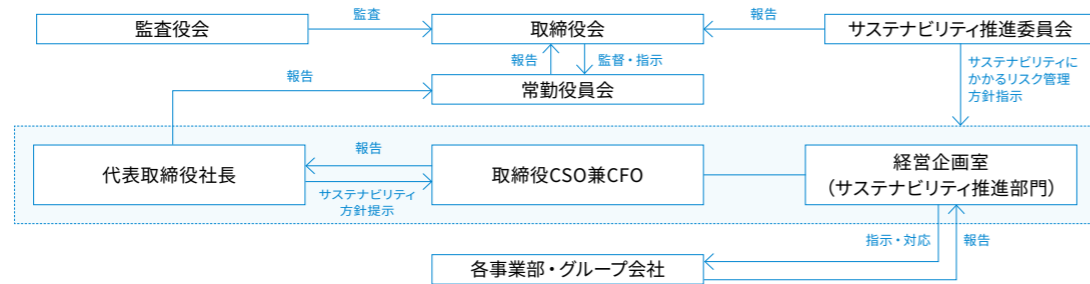 監査役会
監査
取締役会
報告
サステナビリティ推進委員会
報告
監督・指示
サステナビリティに
かかるリスク管理
方針指示
報告
常勤役員会
代表取締役社長
報告
サステナビリティ
方針提示
取締役CSO兼CFO
経営企画室
（サステナビリティ推進部門）
指示・対応
報告
各事業部・グループ会社